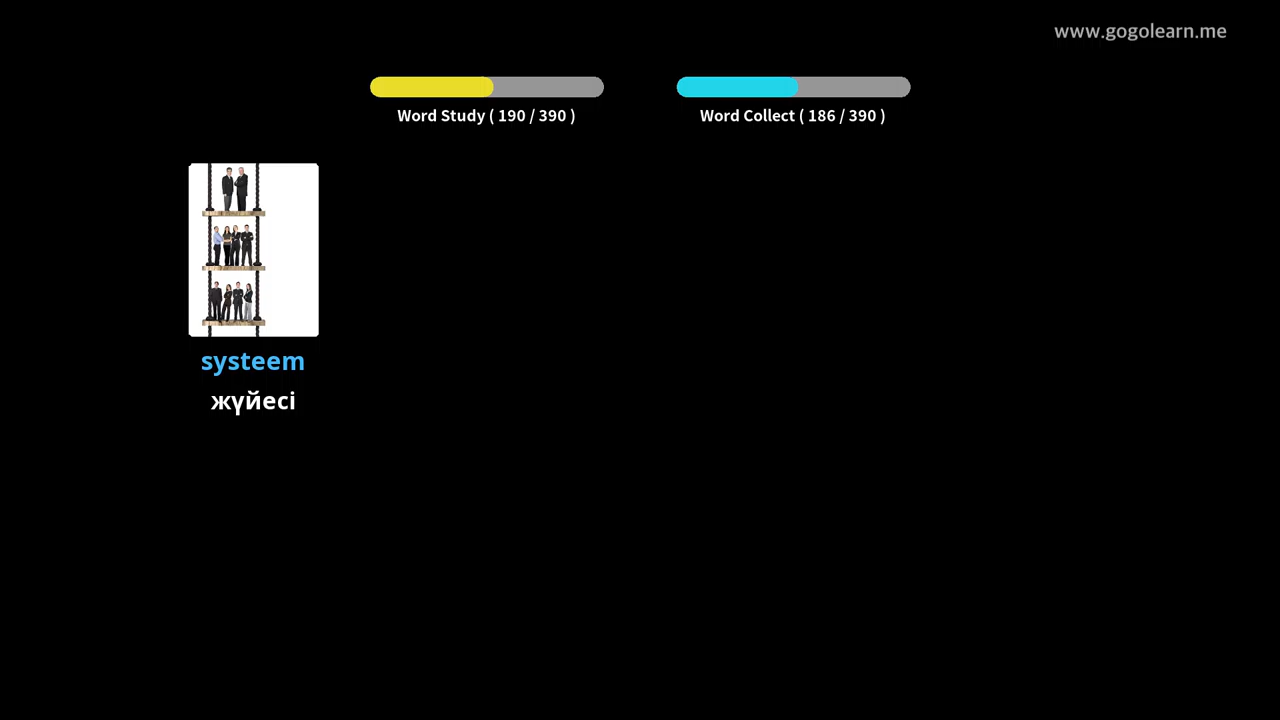 www.gogolearn.me
Word Study ( 190 / 390 )
Word Collect ( 186 / 390 )
systeem
жүйесі